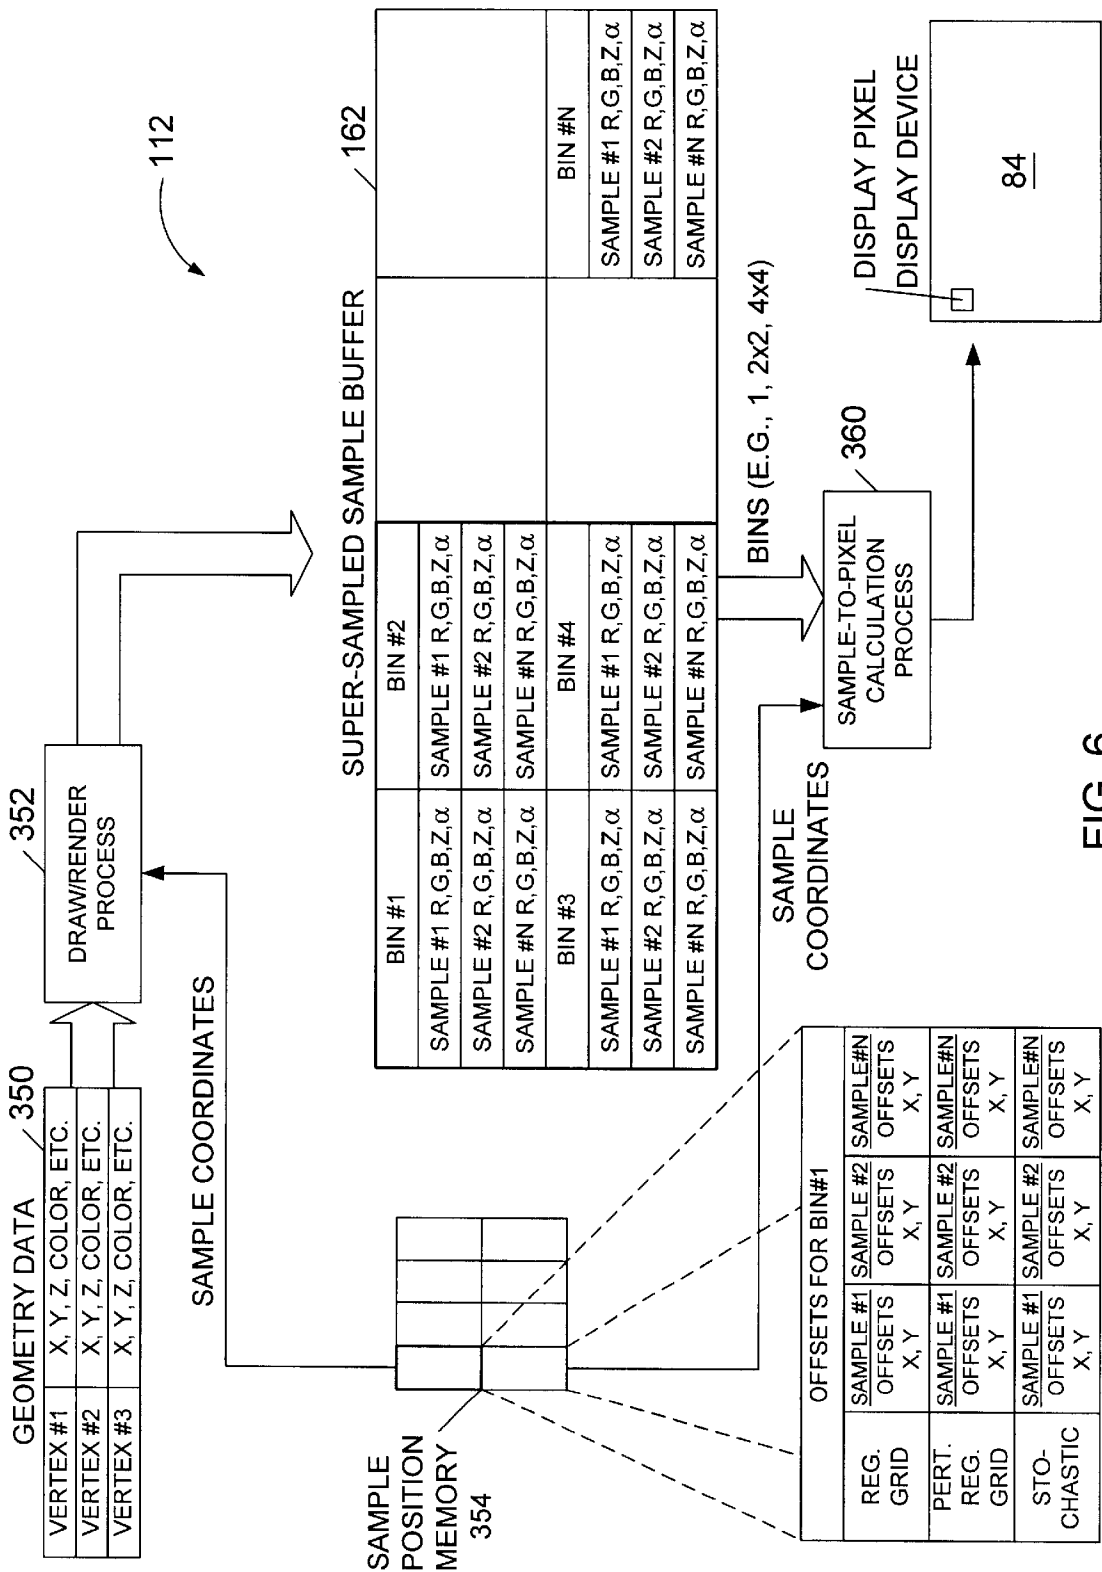 112
GEOMETRY DATA
350
VERTEX #1 X, Y, Z, COLOR, ETC.
VERTEX #2 X, Y, Z, COLOR, ETC.
VERTEX #3 X, Y, Z, COLOR, ETC.
352
DRAW/RENDER
PROCESS
SAMPLE COORDINATES
SAMPLE
POSITION
MEMORY
354
SUPER-SAMPLED SAMPLE BUFFER
162
BIN #1
SAMPLE #1 R,G,B,Z,α
SAMPLE #2 R,G,B,Z,α
SAMPLE #N R,G,B,Z,α
BIN #2
SAMPLE #1 R,G,B,Z,α
SAMPLE #2 R,G,B,Z,α
SAMPLE #N R,G,B,Z,α
BIN #3
SAMPLE #1 R,G,B,Z,α
SAMPLE #2 R,G,B,Z,α
SAMPLE #N R,G,B,Z,α
BIN #4
SAMPLE #1 R,G,B,Z,α
SAMPLE #2 R,G,B,Z,α
SAMPLE #N R,G,B,Z,α
BIN #N
SAMPLE #1 R,G,B,Z,α
SAMPLE #2 R,G,B,Z,α
SAMPLE #N R,G,B,Z,α
BINS (E.G., 1, 2x2, 4x4)
SAMPLE
COORDINATES
360
SAMPLE-TO-PIXEL
CALCULATION
PROCESS
DISPLAY PIXEL
DISPLAY DEVICE
84
OFFSETS FOR BIN#1
REG.
GRID
SAMPLE #1
OFFSETS
X, Y
SAMPLE #2
OFFSETS
X, Y
SAMPLE#N
OFFSETS
X, Y
PERT.
REG.
GRID
SAMPLE #1
OFFSETS
X, Y
SAMPLE #2
OFFSETS
X, Y
SAMPLE#N
OFFSETS
X, Y
STO-
CHASTIC
SAMPLE #1
OFFSETS
X, Y
SAMPLE #2
OFFSETS
X, Y
SAMPLE#N
OFFSETS
X, Y
FIG. 6